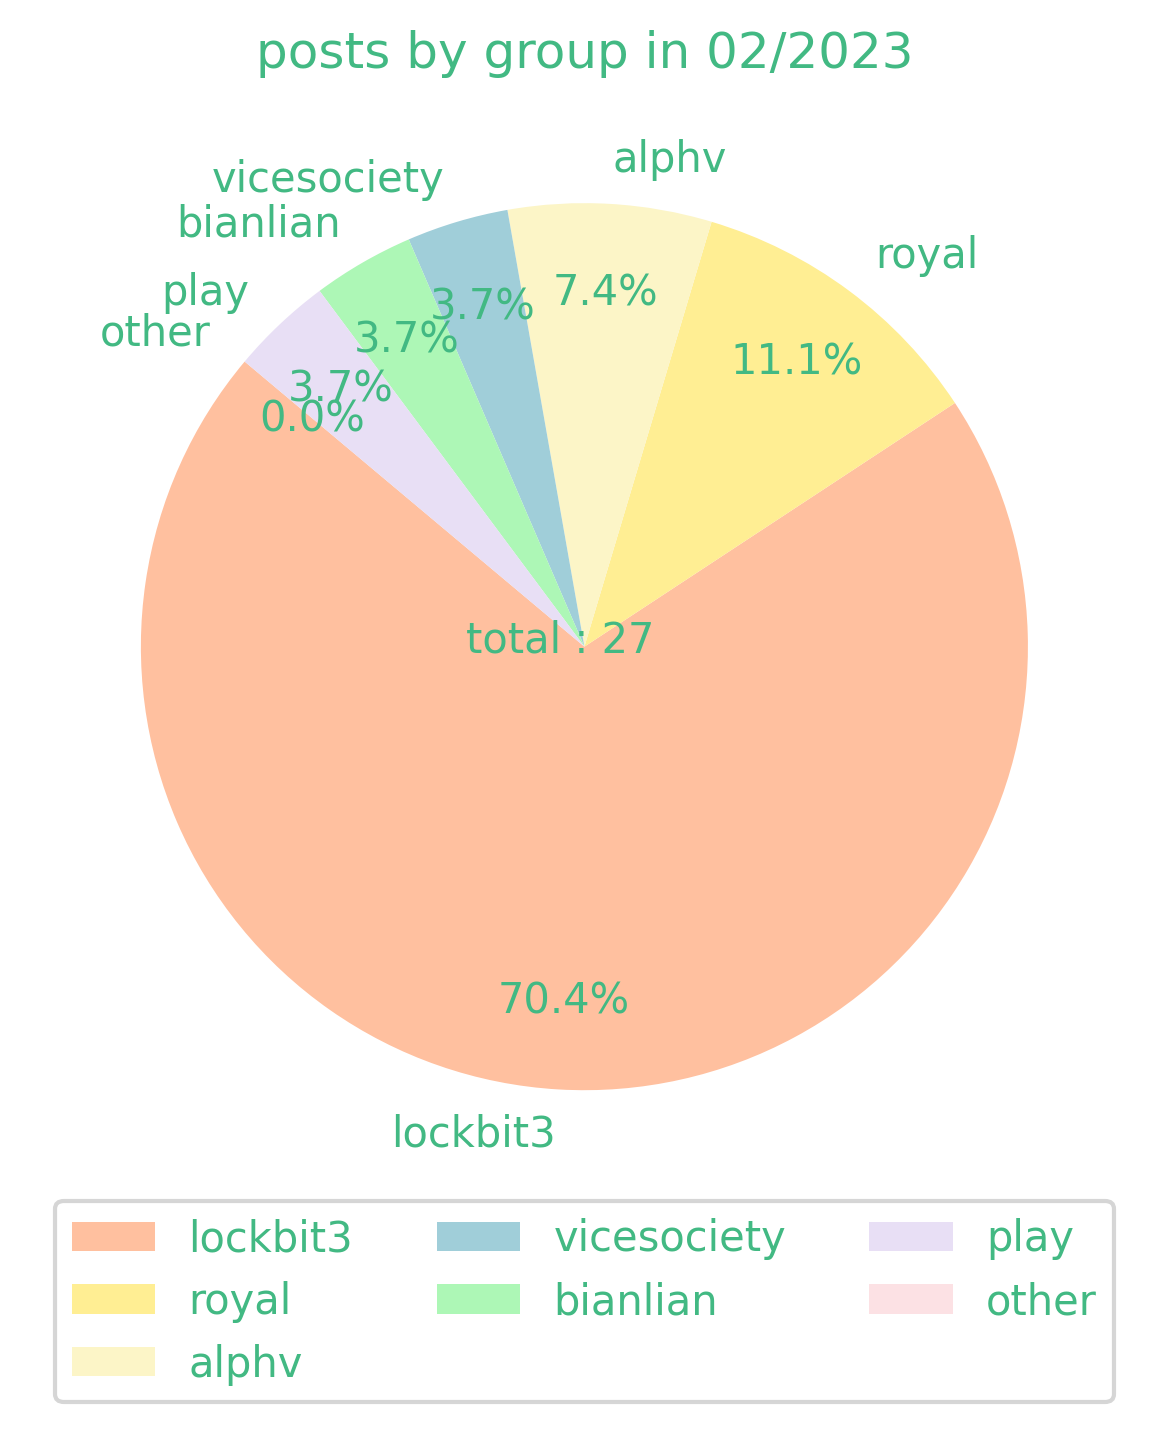 posts by group in 02/2023
alphv
vicesociety
bianlian
royal
play
other
7.4%
3.7%
3.7%
11.1%
3.7%
0.0%
total : 27
70.4%
lockbit3
lockbit3
royal
alphv
vicesociety
bianlian
play
other